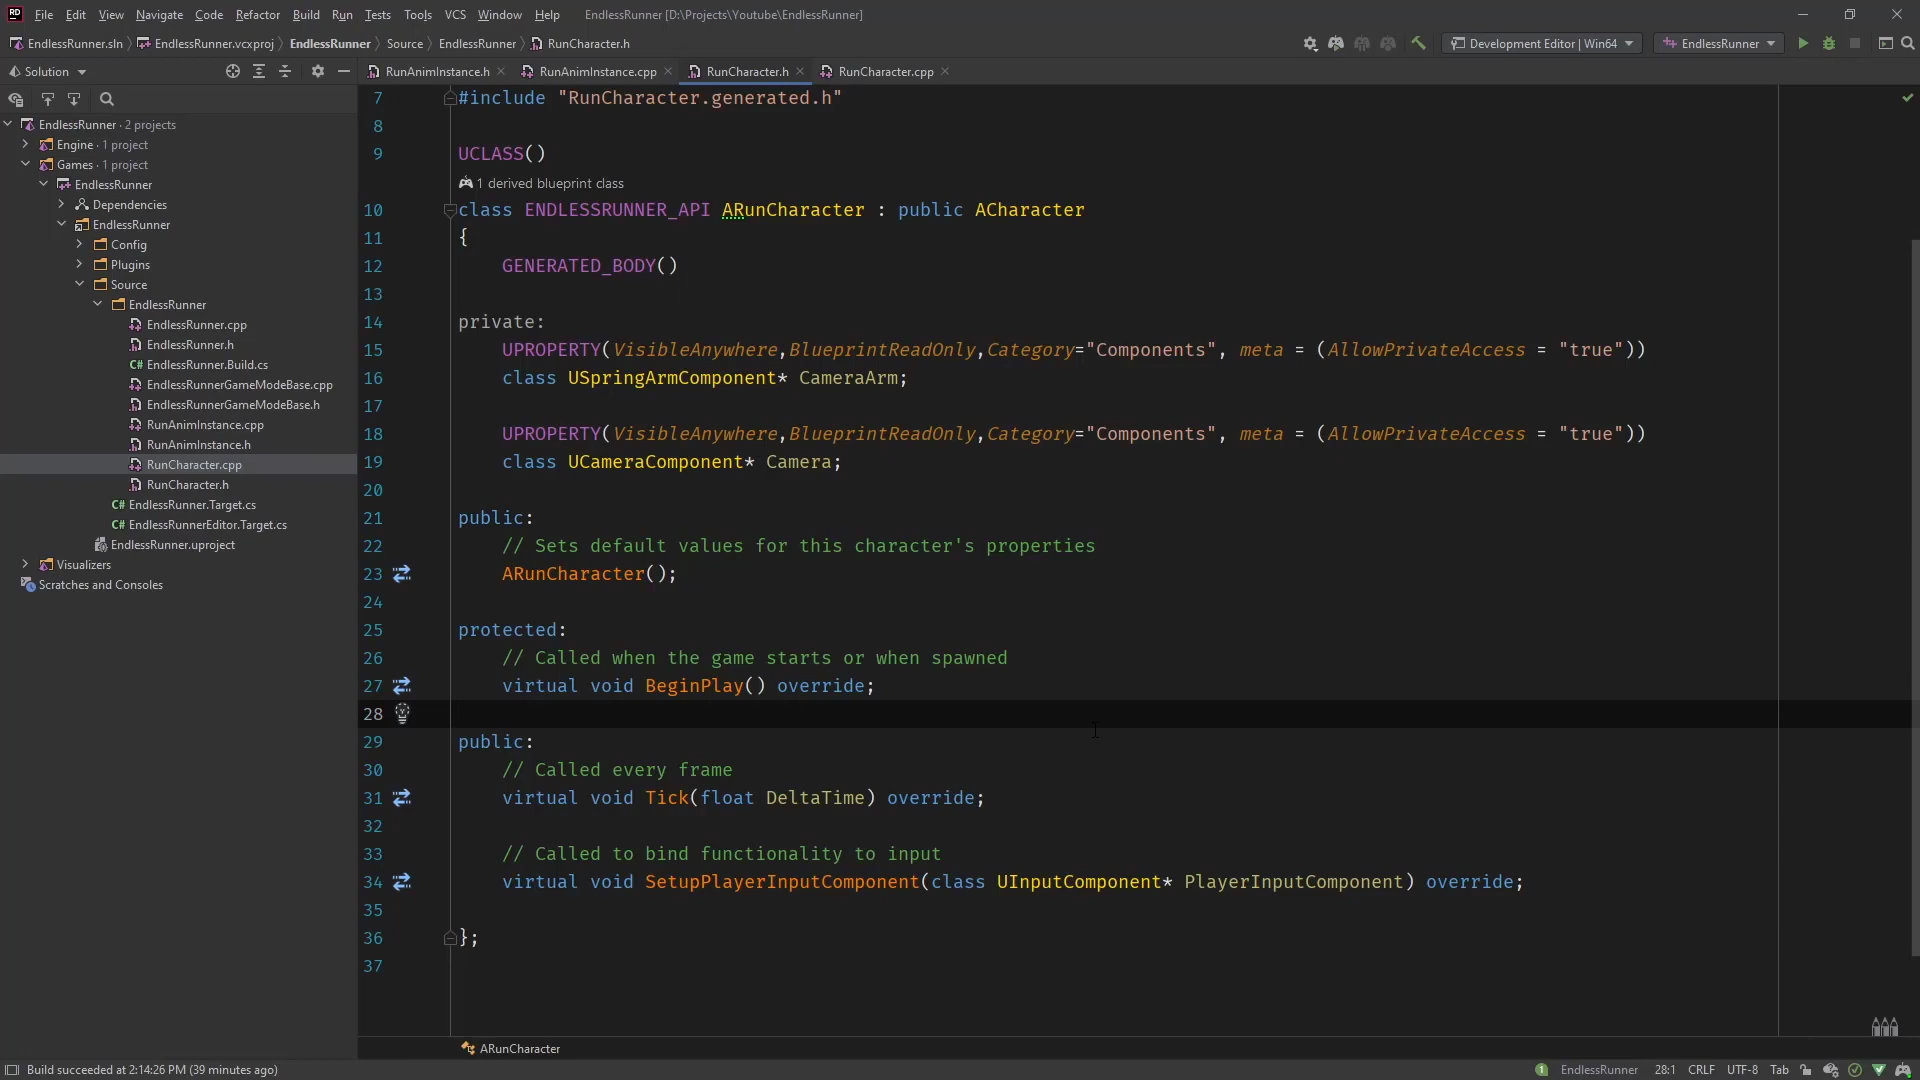 RD File Edit View Navigate Code Refactor Build Run Tests Tools VCS Window Help EndlessRunner [D:\Projects\Youtube\EndlessRunner]
EndlessRunner.sln EndlessRunner.vcxproj EndlessRunner Source EndlessRunner RunCharacter.h Development Editor | Win64 EndlessRunner
Solution
RunAnimInstance.h RunAnimInstance.cpp RunCharacter.h RunCharacter.cpp
EndlessRunner · 2 projects
Engine · 1 project
Games · 1 project
EndlessRunner
Dependencies
EndlessRunner
Config
Plugins
Source
EndlessRunner
EndlessRunner.cpp
EndlessRunner.h
C# EndlessRunner.Build.cs
EndlessRunnerGameModeBase.cpp
EndlessRunnerGameModeBase.h
RunAnimInstance.cpp
RunAnimInstance.h
RunCharacter.cpp
RunCharacter.h
C# EndlessRunner.Target.cs
C# EndlessRunnerEditor.Target.cs
EndlessRunner.uproject
Visualizers
Scratches and Consoles
7 #include "RunCharacter.generated.h"
8
9 UCLASS()
1 derived blueprint class
10 class ENDLESSRUNNER_API ARunCharacter : public ACharacter
11 {
12 GENERATED_BODY()
13
14 private:
15 UPROPERTY(VisibleAnywhere,BlueprintReadOnly,Category="Components", meta = (AllowPrivateAccess = "true"))
16 class USpringArmComponent* CameraArm;
17
18 UPROPERTY(VisibleAnywhere,BlueprintReadOnly,Category="Components", meta = (AllowPrivateAccess = "true"))
19 class UCameraComponent* Camera;
20
21 public:
22 // Sets default values for this character's properties
23 ARunCharacter();
24
25 protected:
26 // Called when the game starts or when spawned
27 virtual void BeginPlay() override;
28
29 public:
30 // Called every frame
31 virtual void Tick(float DeltaTime) override;
32
33 // Called to bind functionality to input
34 virtual void SetupPlayerInputComponent(class UInputComponent* PlayerInputComponent) override;
35
36 };
37
ARunCharacter
Build succeeded at 2:14:26 PM (39 minutes ago) 1 EndlessRunner 28:1 CRLF UTF-8 Tab